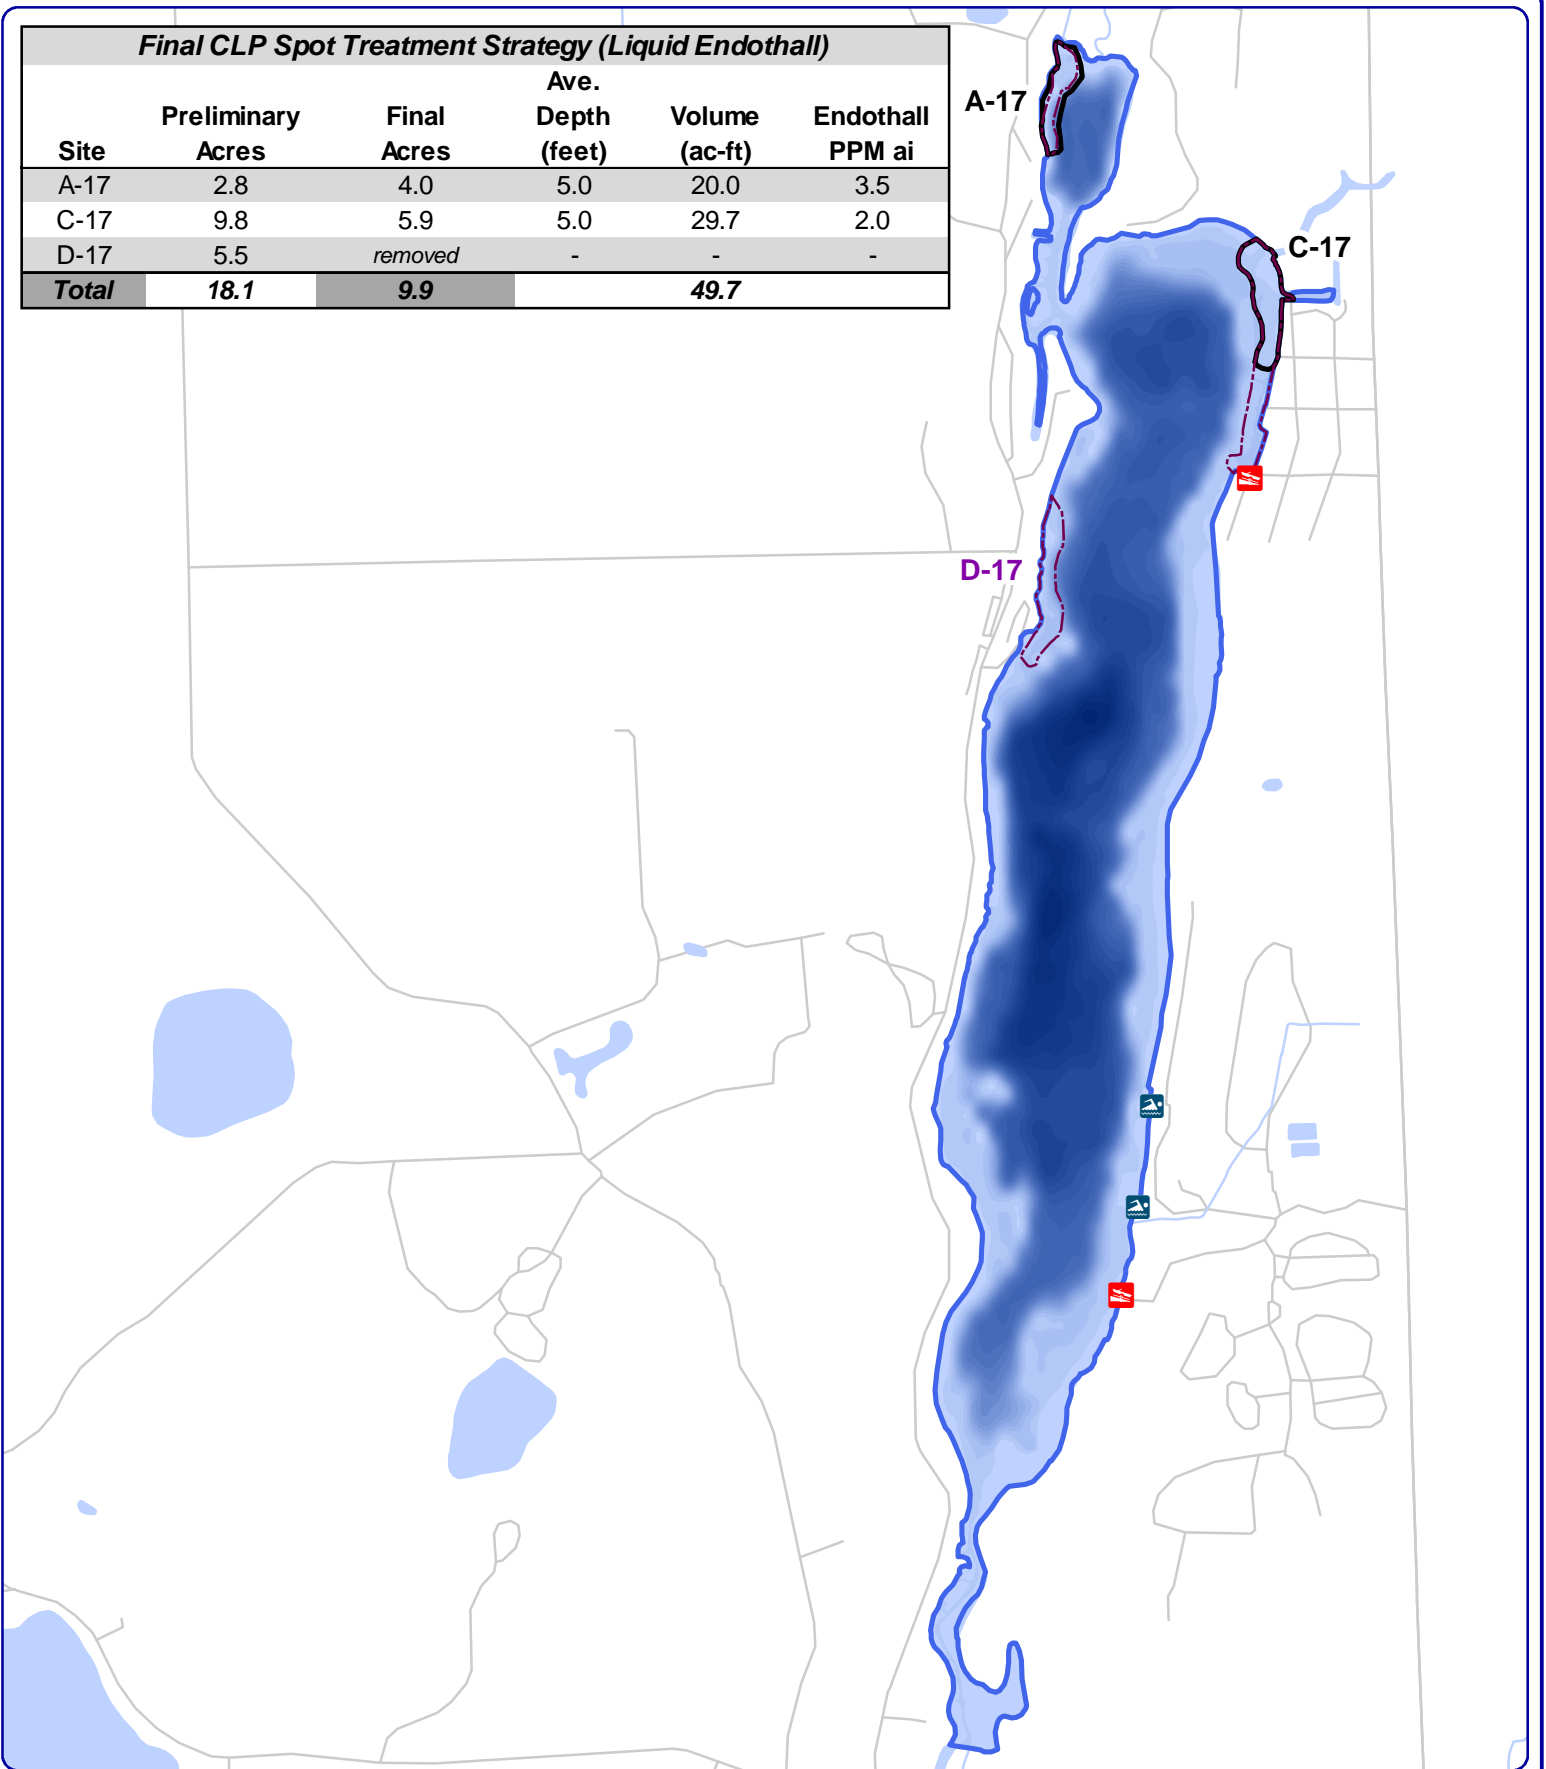 Final CLP Spot Treatment Strategy (Liquid Endothall)
Ave.
Preliminary Final Depth Volume Endothall
Site Acres Acres (feet) (ac-ft) PPM ai
A-17 2.8 4.0 5.0 20.0 3.5
C-17 9.8 5.9 5.0 29.7 2.0
D-17 5.5 removed - - -
Total 18.1 9.9 49.7
A-17
C-17
D-17